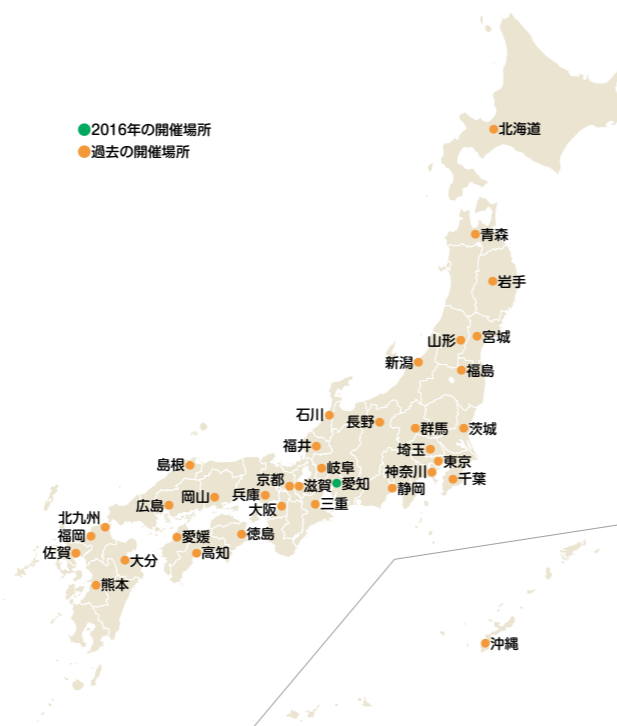 ●2016年の開催場所
●過去の開催場所
北海道
青森
岩手
宮城
山形
新潟
福島
石川
長野
群馬
茨城
福井
埼玉
島根
岐阜
東京
神奈川
千葉
京都
滋賀
愛知
静岡
岡山
兵庫
広島
大阪
三重
北九州
福岡
愛媛
徳島
佐賀
大分
高知
熊本
沖縄